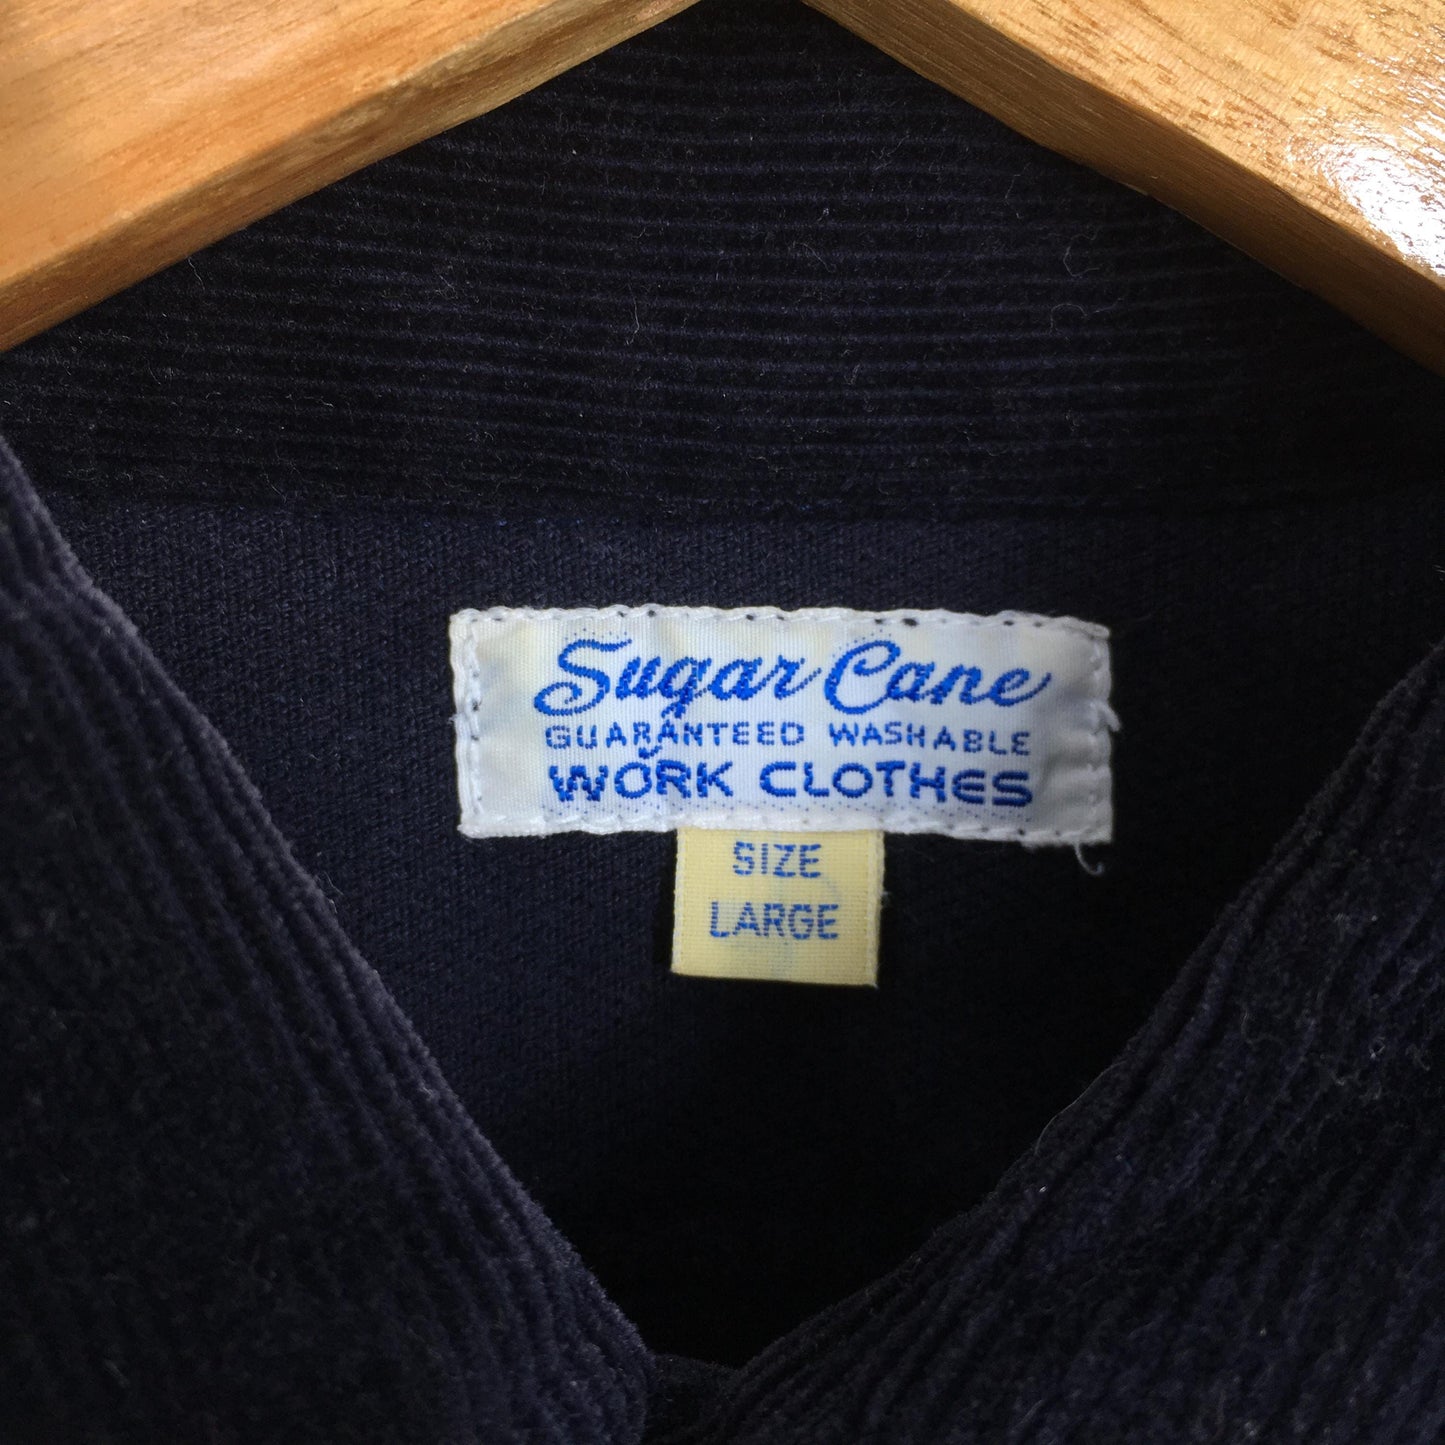 Sugar Cane
GUARANTEED WASHABLE
WORK CLOTHES
SIZE
LARGE